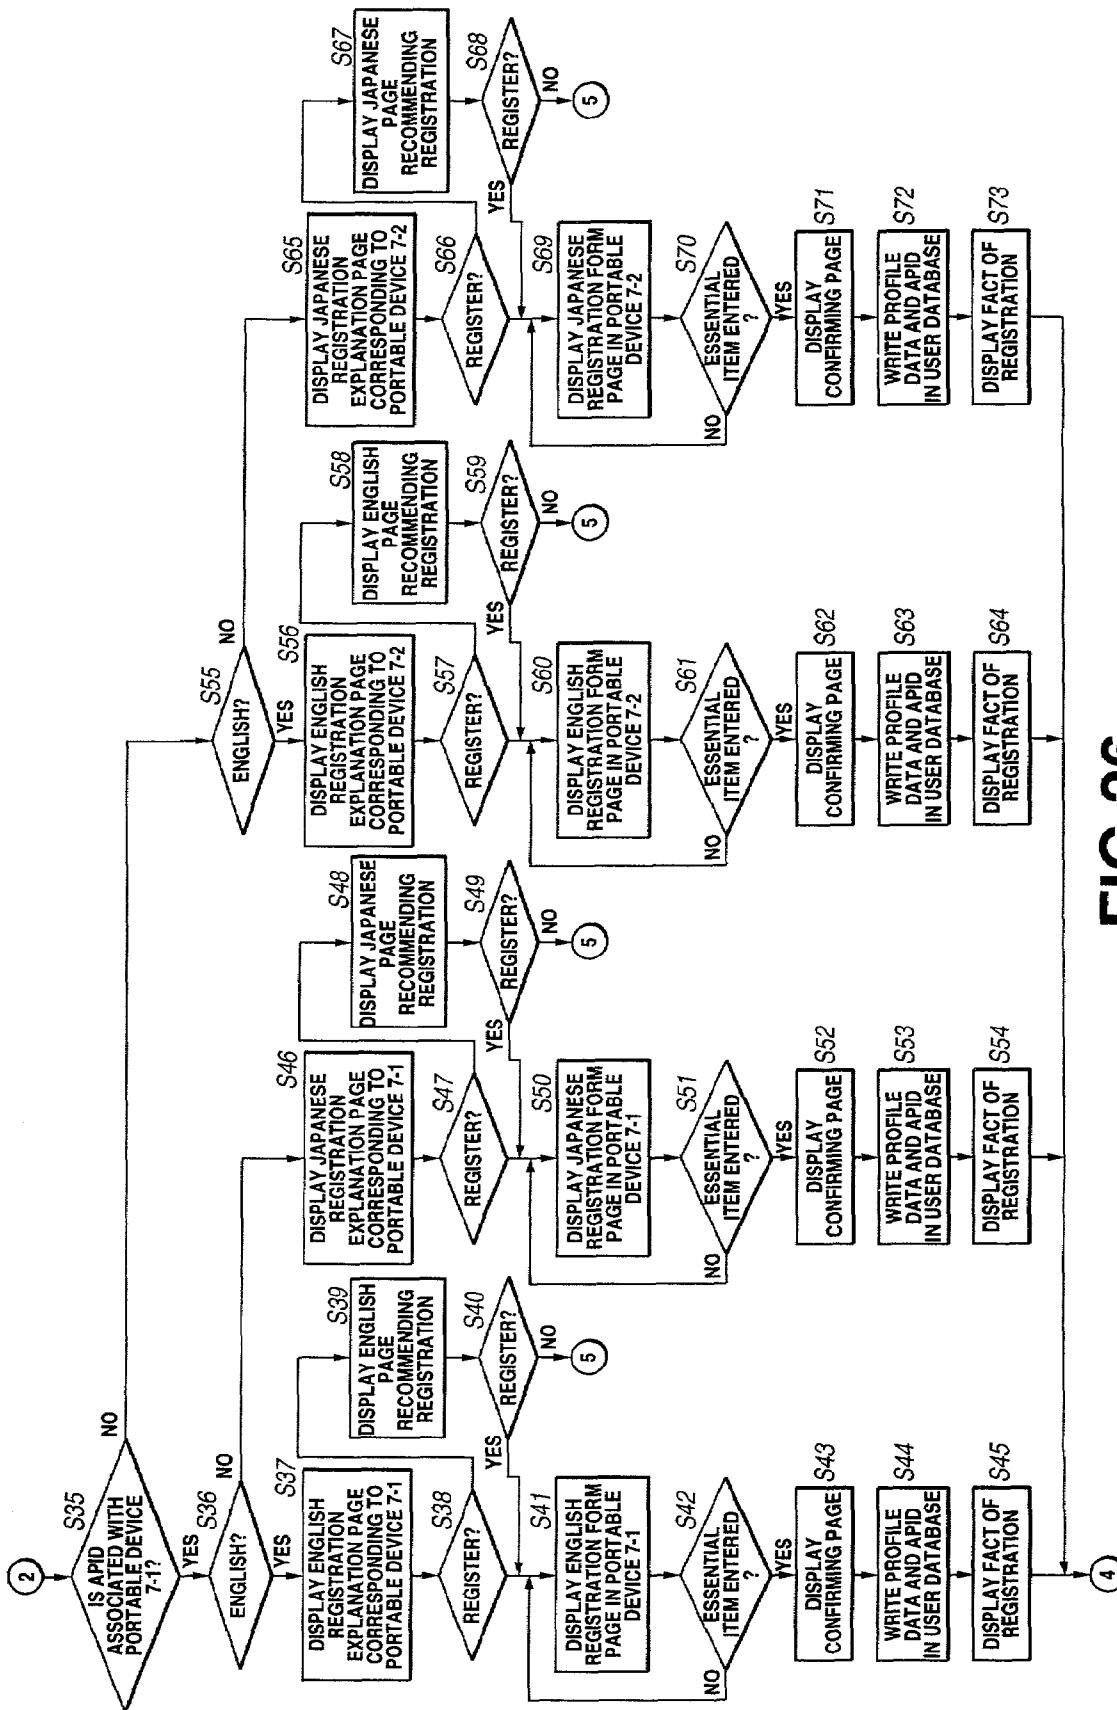 2
S35
IS APID
ASSOCIATED WITH
PORTABLE DEVICE
7-1?
NO
YES
S36
ENGLISH?
NO
YES
S37
DISPLAY ENGLISH
REGISTRATION
EXPLANATION PAGE
CORRESPONDING TO
PORTABLE DEVICE 7-1
S38
REGISTER?
S39
DISPLAY ENGLISH
PAGE
RECOMMENDING
REGISTRATION
S40
REGISTER?
YES
NO
5
S41
DISPLAY ENGLISH
REGISTRATION FORM
PAGE IN PORTABLE
DEVICE 7-1
S42
ESSENTIAL
ITEM ENTERED
?
NO
YES
S43
DISPLAY
CONFIRMING PAGE
S44
WRITE PROFILE
DATA AND APID
IN USER DATABASE
S45
DISPLAY FACT OF
REGISTRATION
4
S46
DISPLAY JAPANESE
REGISTRATION
EXPLANATION PAGE
CORRESPONDING TO
PORTABLE DEVICE 7-1
S47
REGISTER?
S48
DISPLAY JAPANESE
PAGE
RECOMMENDING
REGISTRATION
S49
REGISTER?
YES
NO
5
S50
DISPLAY JAPANESE
REGISTRATION FORM
PAGE IN PORTABLE
DEVICE 7-1
S51
ESSENTIAL
ITEM ENTERED
?
NO
YES
S52
DISPLAY
CONFIRMING PAGE
S53
WRITE PROFILE
DATA AND APID
IN USER DATABASE
S54
DISPLAY FACT OF
REGISTRATION
S55
ENGLISH?
NO
YES
S56
DISPLAY ENGLISH
REGISTRATION
EXPLANATION PAGE
CORRESPONDING TO
PORTABLE DEVICE 7-2
S57
REGISTER?
S58
DISPLAY ENGLISH
PAGE
RECOMMENDING
REGISTRATION
S59
REGISTER?
YES
NO
5
S60
DISPLAY ENGLISH
REGISTRATION FORM
PAGE IN PORTABLE
DEVICE 7-2
S61
ESSENTIAL
ITEM ENTERED
?
NO
YES
S62
DISPLAY
CONFIRMING PAGE
S63
WRITE PROFILE
DATA AND APID
IN USER DATABASE
S64
DISPLAY FACT OF
REGISTRATION
S65
DISPLAY JAPANESE
REGISTRATION
EXPLANATION PAGE
CORRESPONDING TO
PORTABLE DEVICE 7-2
S66
REGISTER?
S67
DISPLAY JAPANESE
PAGE
RECOMMENDING
REGISTRATION
S68
REGISTER?
YES
NO
5
S69
DISPLAY JAPANESE
REGISTRATION FORM
PAGE IN PORTABLE
DEVICE 7-2
S70
ESSENTIAL
ITEM ENTERED
?
NO
YES
S71
DISPLAY
CONFIRMING PAGE
S72
WRITE PROFILE
DATA AND APID
IN USER DATABASE
S73
DISPLAY FACT OF
REGISTRATION